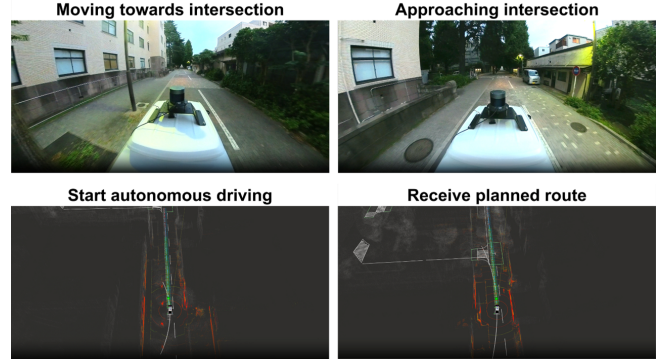 Moving towards intersection
Approaching intersection
Start autonomous driving
Receive planned route